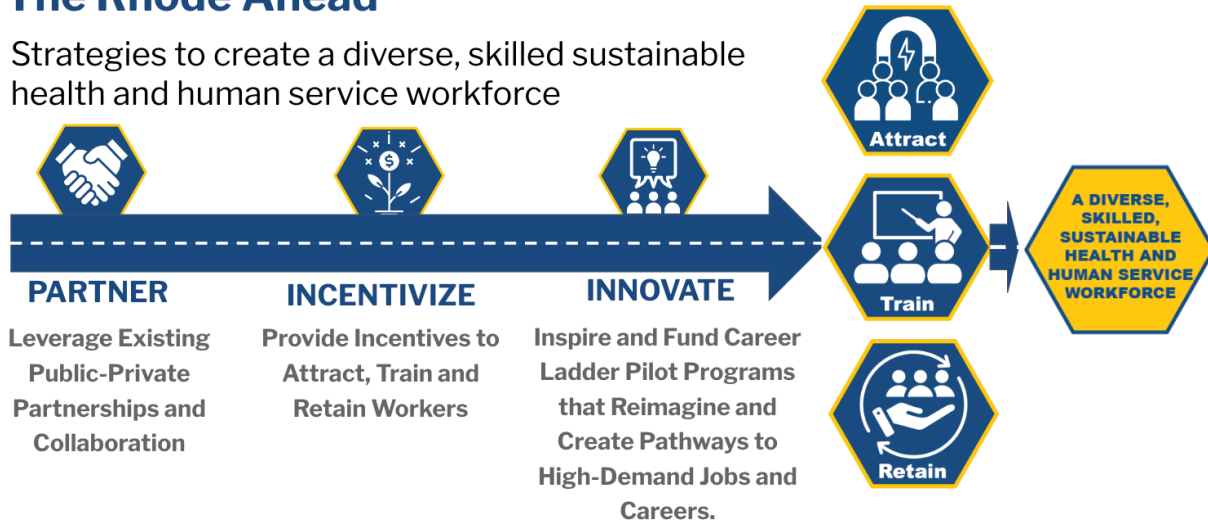 The Rhode Ahead
Strategies to create a diverse, skilled sustainable
health and human service workforce
PARTNER
Leverage Existing
Public-Private
Partnerships and
Collaboration
INCENTIVIZE
Provide Incentives to
Attract, Train and
Retain Workers
INNOVATE
Inspire and Fund Career
Ladder Pilot Programs
that Reimagine and
Create Pathways to
High-Demand Jobs and
Careers.
Attract
Train
Retain
A DIVERSE,
SKILLED,
SUSTAINABLE
HEALTH AND
HUMAN SERVICE
WORKFORCE